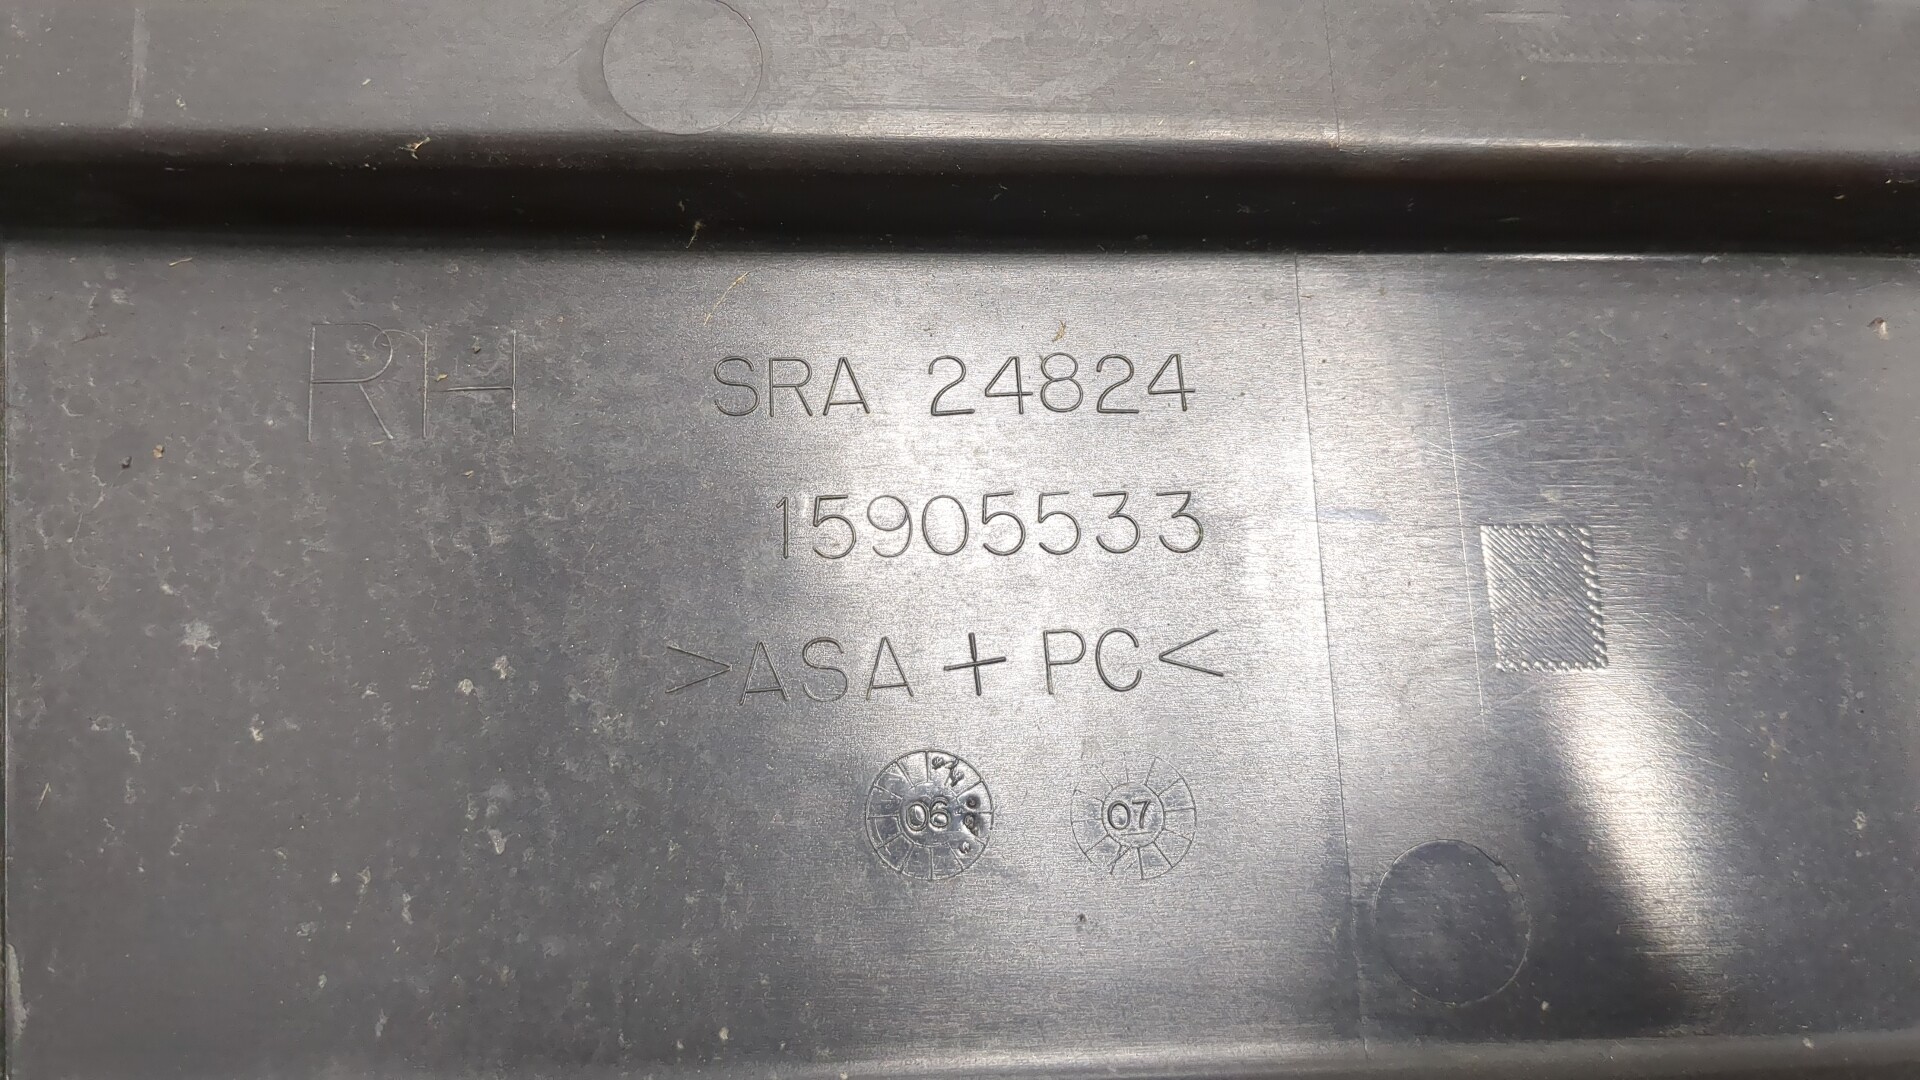 RH SRA 24824
15905533
>ASA + PC<
06 07